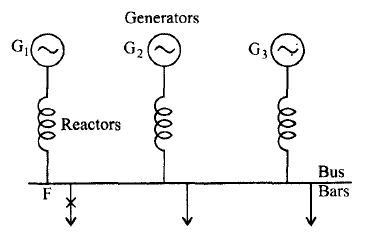 Generators
G1 G2 G3
Reactors
Bus
F Bars